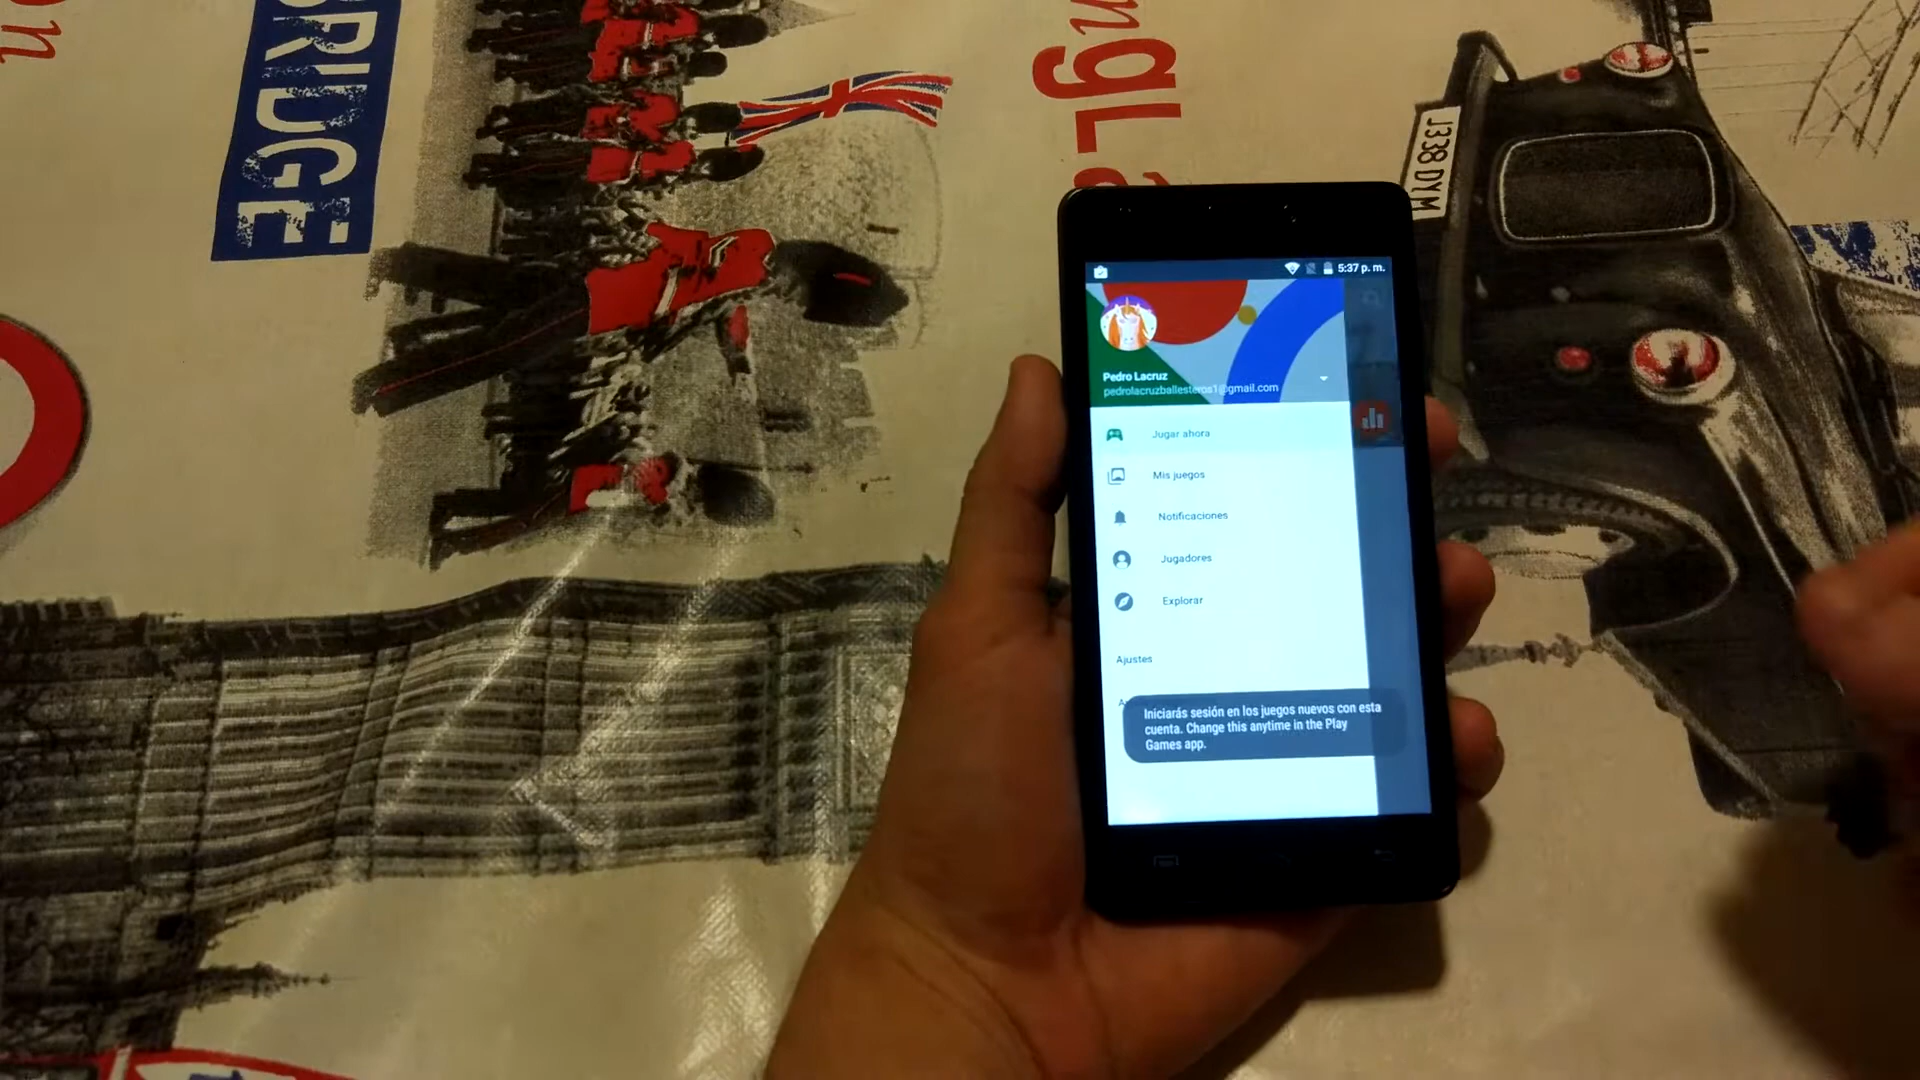 BRIDGE
J338 DYM
5:37 p. m.
Pedro Lacruz
pedrolacruzballesteros1@gmail.com
Jugar ahora
Mis juegos
Notificaciones
Jugadores
Explorar
Ajustes
Iniciarás sesión en los juegos nuevos con esta
cuenta. Change this anytime in the Play
Games app.